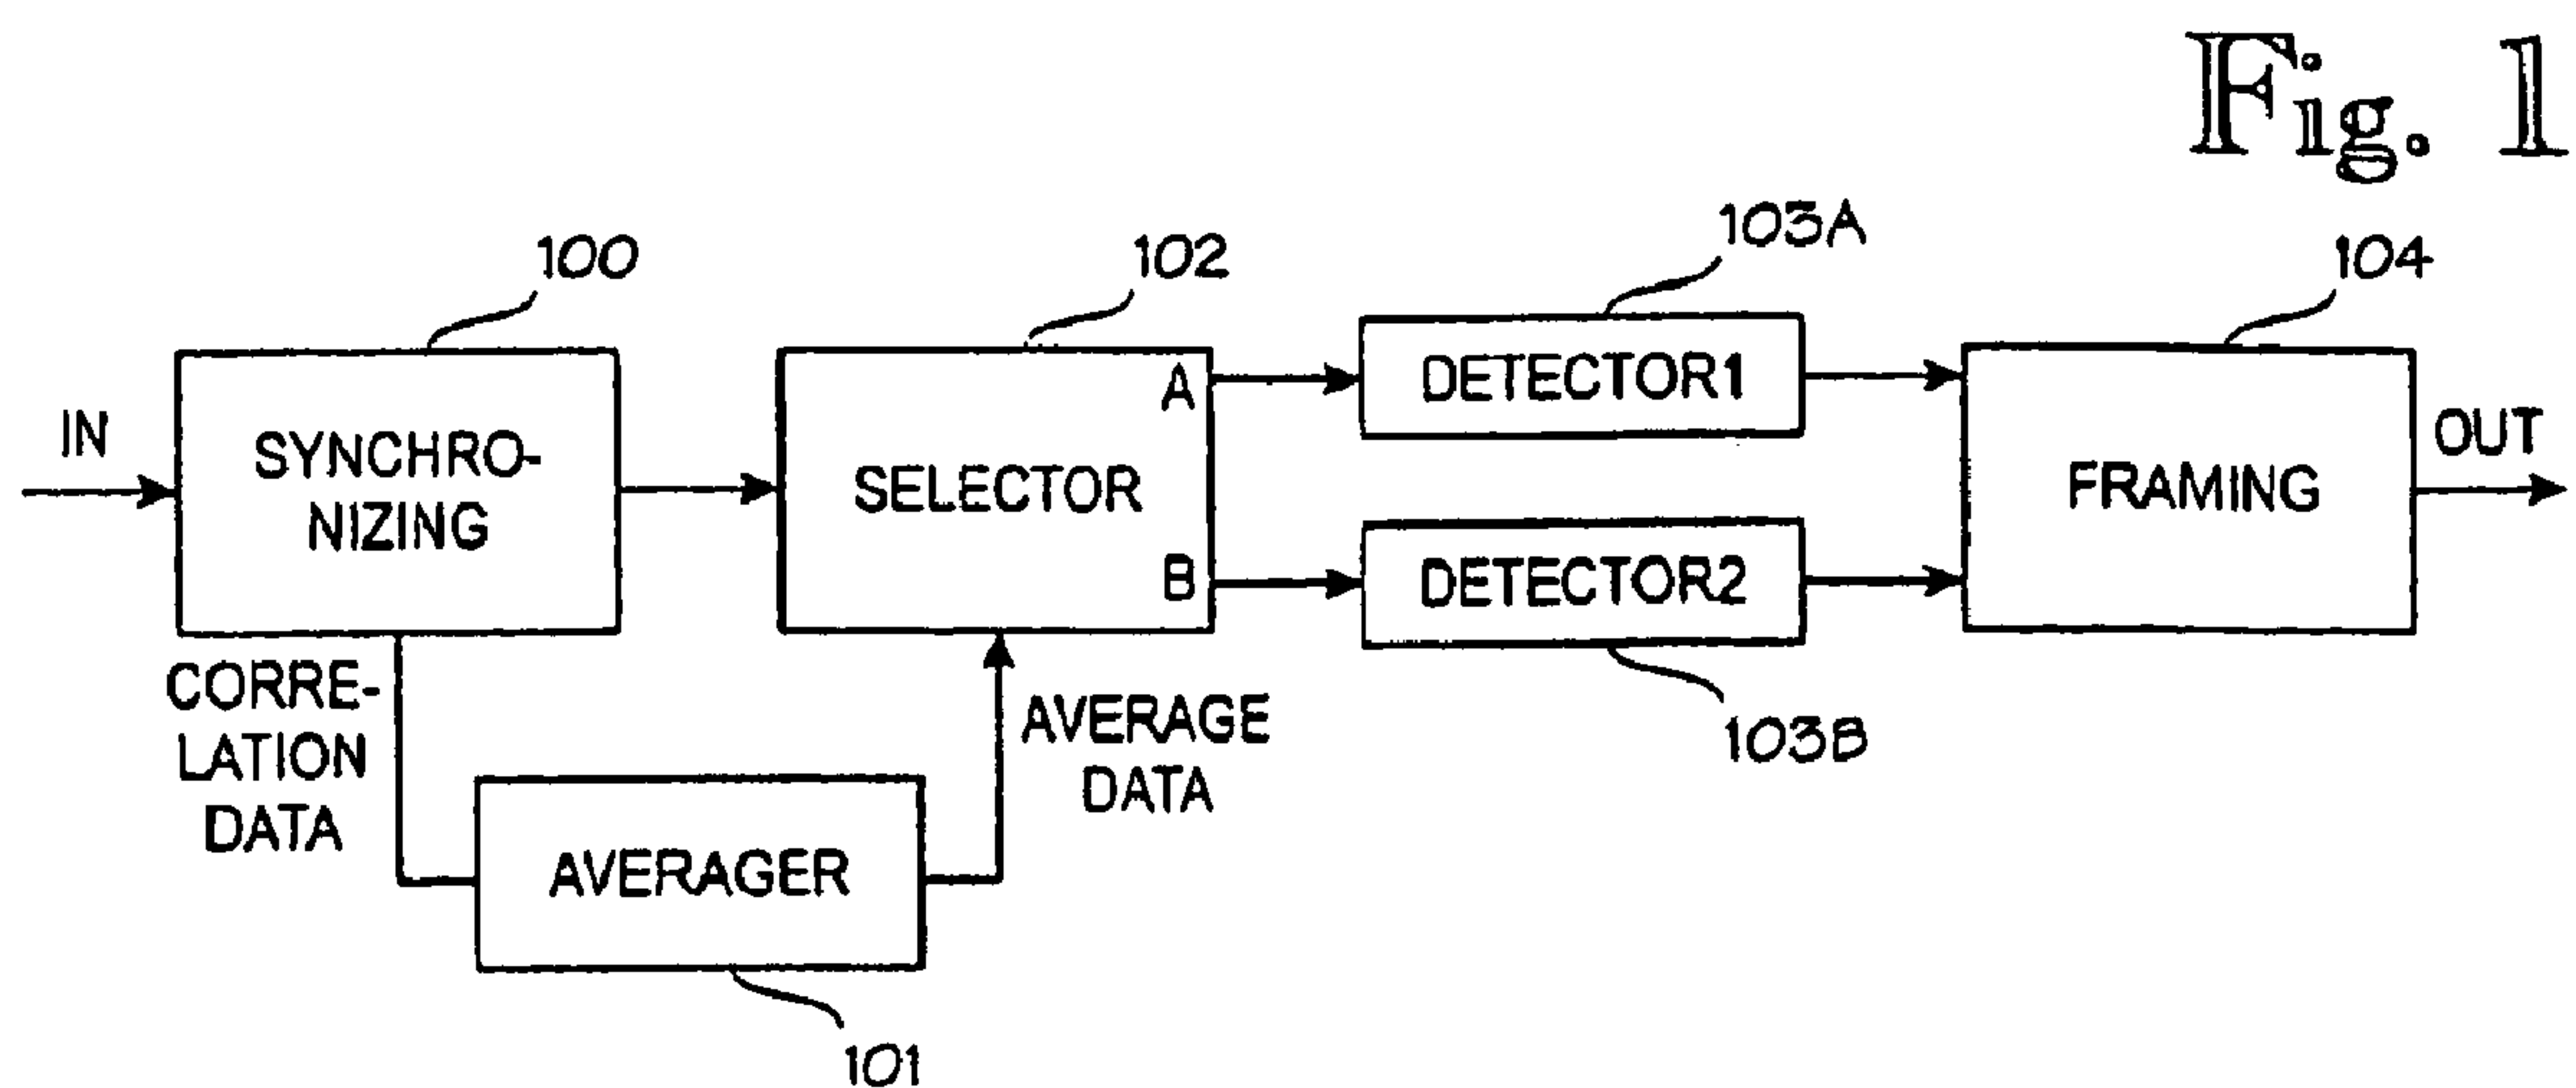 Fig. 1
100
102
103A
104
IN
SYNCHRO-
NIZING
SELECTOR
A
B
DETECTOR1
DETECTOR2
FRAMING
OUT
CORRE-
LATION
DATA
AVERAGE
DATA
103B
AVERAGER
101